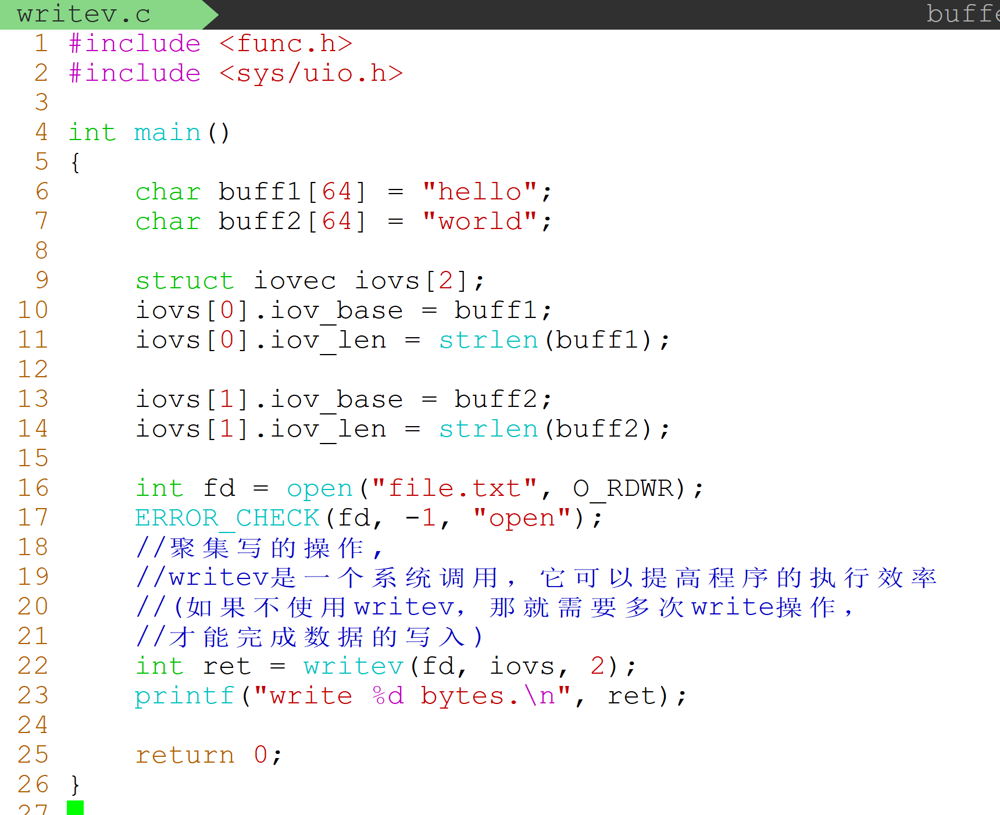 writev.c buffe
1 #include <func.h>
2 #include <sys/uio.h>
3
4 int main()
5 {
6     char buff1[64] = "hello";
7     char buff2[64] = "world";
8
9     struct iovec iovs[2];
10     iovs[0].iov_base = buff1;
11     iovs[0].iov_len = strlen(buff1);
12
13     iovs[1].iov_base = buff2;
14     iovs[1].iov_len = strlen(buff2);
15
16     int fd = open("file.txt", O_RDWR);
17     ERROR_CHECK(fd, -1, "open");
18     //聚集写的操作,
19     //writev是一个系统调用，它可以提高程序的执行效率
20     //(如果不使用writev，那就需要多次write操作，
21     //才能完成数据的写入)
22     int ret = writev(fd, iovs, 2);
23     printf("write %d bytes.\n", ret);
24
25     return 0;
26 }
27